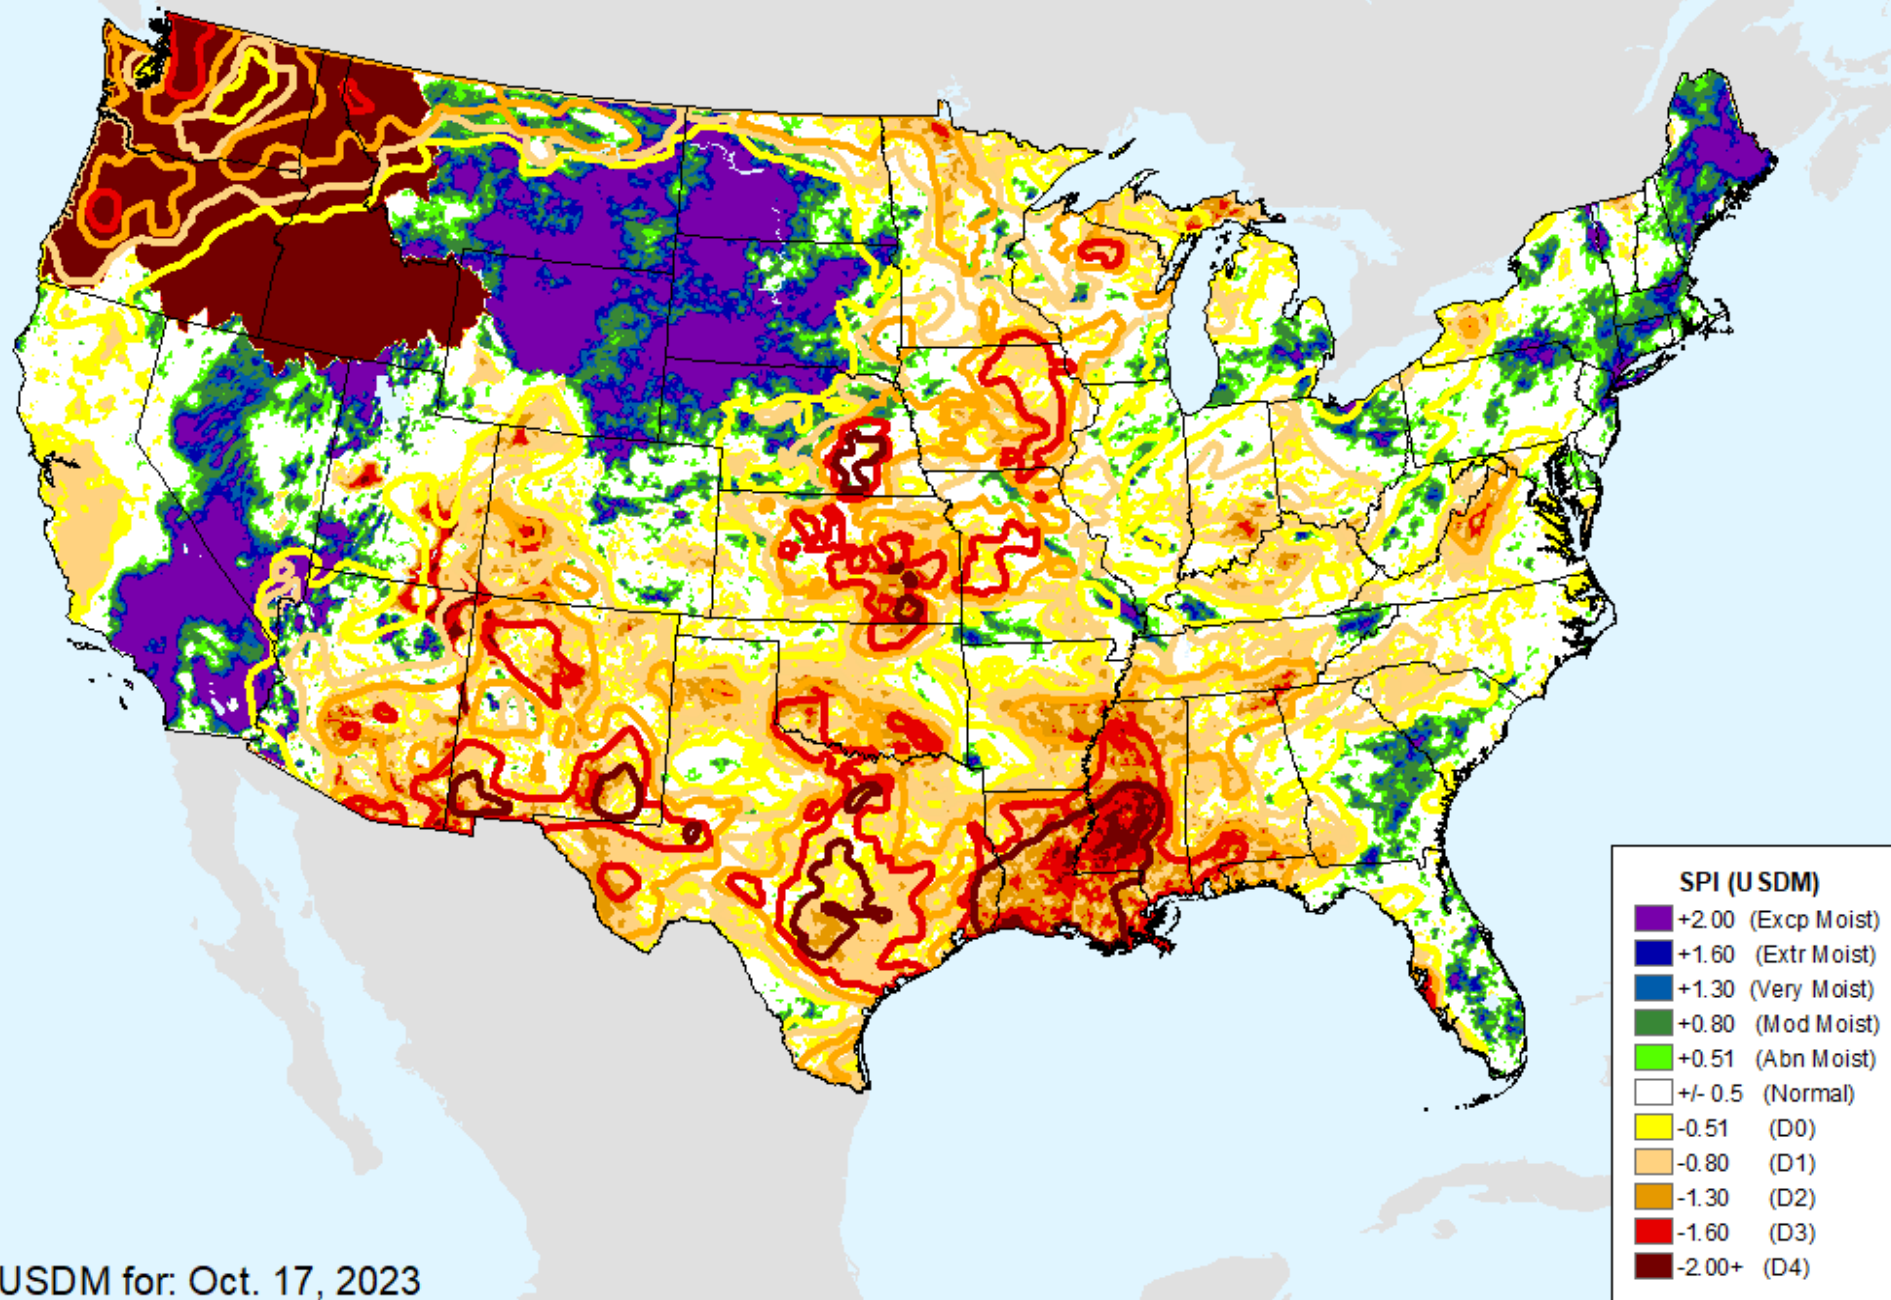 SPI (USDM)
+2.00 (Excp Moist)
+1.60 (Extr Moist)
+1.30 (Very Moist)
+0.80 (Mod Moist)
+0.51 (Abn Moist)
+/- 0.5 (Normal)
-0.51 (D0)
-0.80 (D1)
-1.30 (D2)
-1.60 (D3)
-2.00+ (D4)
USDM for: Oct. 17, 2023